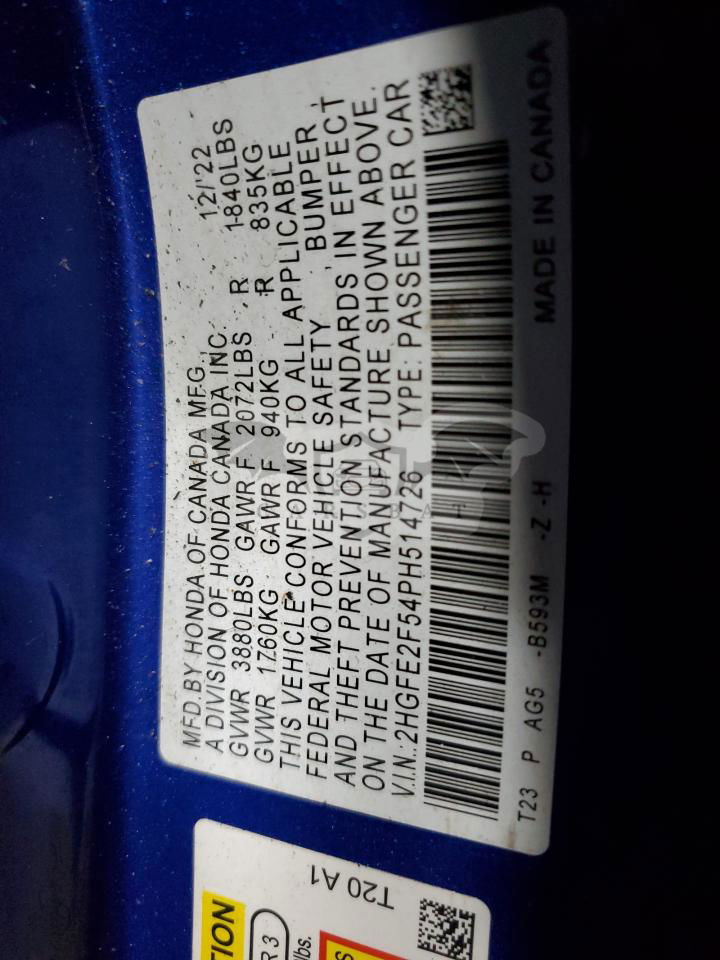 MFD.BY HONDA OF CANADA MFG., 12/'22
A DIVISION OF HONDA CANADA INC.
GVWR 3880LBS GAWR F 2072LBS R 1840LBS
GVWR 1760KG GAWR F 940KG R 835KG
THIS VEHICLE CONFORMS TO ALL APPLICABLE
FEDERAL MOTOR VEHICLE SAFETY , BUMPER ,
AND THEFT PREVENTION STANDARDS IN EFFECT
ON THE DATE OF MANUFACTURE SHOWN ABOVE.
V.I.N.:2HGFE2F54PH514726 TYPE: PASSENGER CAR
T23 P AG5 -B593M -Z -H MADE IN CANADA
T20 A1
R 3
lbs.